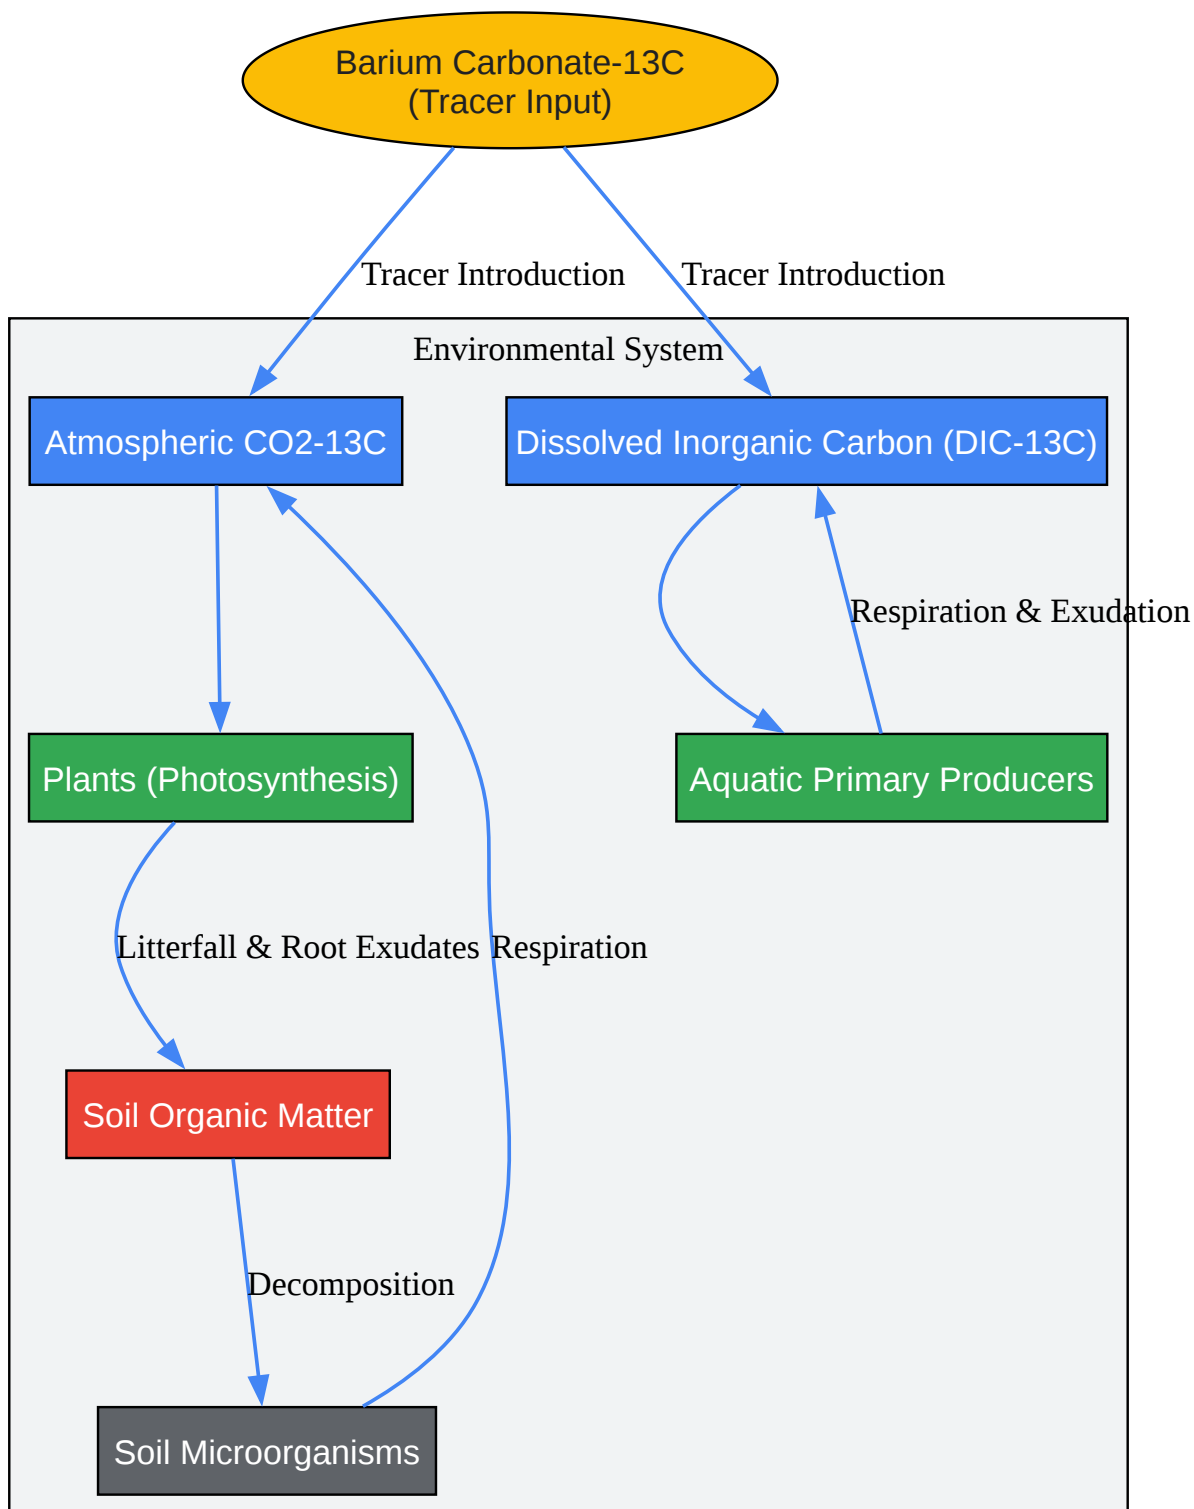 Barium Carbonate-13C
(Tracer Input)
Tracer Introduction
Tracer Introduction
Environmental System
Atmospheric CO2-13C
Dissolved Inorganic Carbon (DIC-13C)
Respiration & Exudation
Plants (Photosynthesis)
Aquatic Primary Producers
Litterfall & Root Exudates
Respiration
Soil Organic Matter
Decomposition
Soil Microorganisms